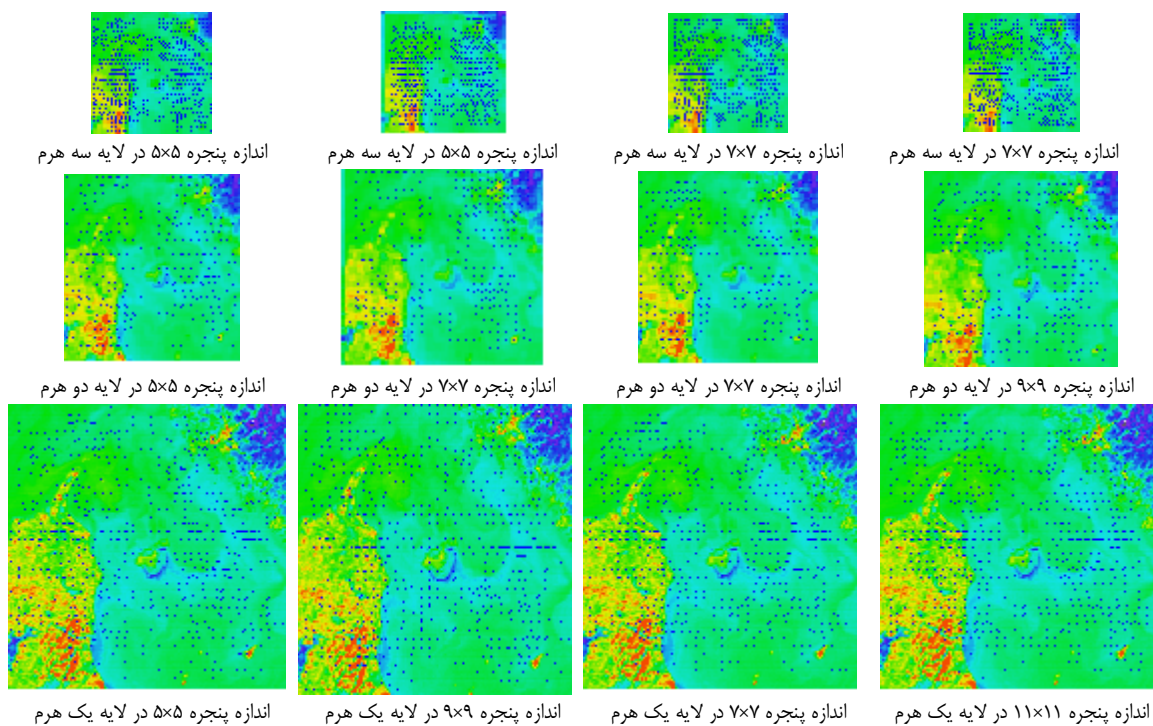 اندازه پنجره ۷×۷ در لایه سه هرم
اندازه پنجره ۷×۷ در لایه سه هرم
اندازه پنجره ۵×۵ در لایه سه هرم
اندازه پنجره ۵×۵ در لایه سه هرم
اندازه پنجره ۹×۹ در لایه دو هرم
اندازه پنجره ۷×۷ در لایه دو هرم
اندازه پنجره ۷×۷ در لایه دو هرم
اندازه پنجره ۵×۵ در لایه دو هرم
اندازه پنجره ۱۱×۱۱ در لایه یک هرم
اندازه پنجره ۷×۷ در لایه یک هرم
اندازه پنجره ۹×۹ در لایه یک هرم
اندازه پنجره ۵×۵ در لایه یک هرم